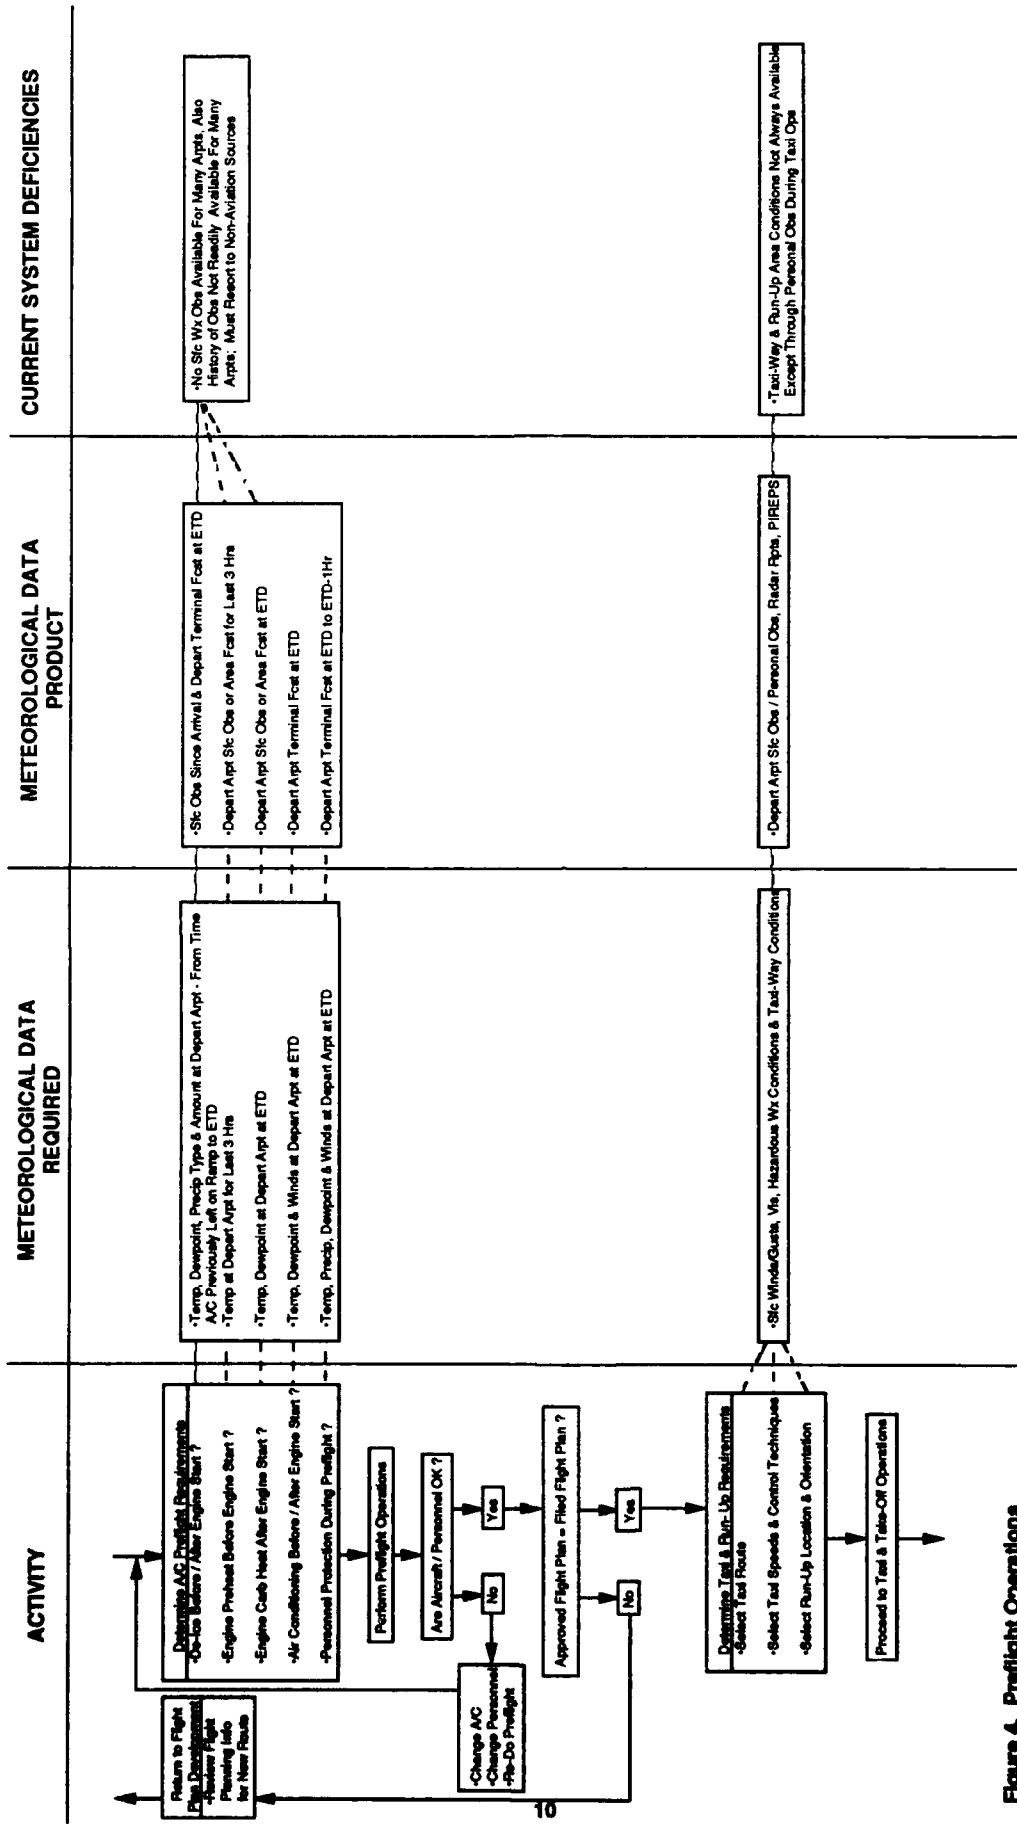 ACTIVITY
METEOROLOGICAL DATA
REQUIRED
METEOROLOGICAL DATA
PRODUCT
CURRENT SYSTEM DEFICIENCIES
Return to Flight
Plan Development
•Review Flight
Planning Info
for New Route
Determine A/C Preflight Requirements
•De-Ice Before / After Engine Start ?
•Engine Preheat Before Engine Start ?
•Engine Carb Heat After Engine Start ?
•Air Conditioning Before / After Engine Start ?
•Personnel Protection During Preflight ?
•Temp, Dewpoint, Precip Type & Amount at Depart Arpt - From Time
A/C Previously Left on Ramp to ETD
•Temp at Depart Arpt for Last 3 Hrs
•Temp, Dewpoint at Depart Arpt at ETD
•Temp, Dewpoint & Winds at Depart Arpt at ETD
•Temp, Precip, Dewpoint & Winds at Depart Arpt at ETD
•Sfc Obs Since Arrival & Depart Terminal Fcst at ETD
•Depart Arpt Sfc Obs or Area Fcst for Last 3 Hrs
•Depart Arpt Sfc Obs or Area Fcst at ETD
•Depart Arpt Terminal Fcst at ETD
•Depart Arpt Terminal Fcst at ETD to ETD-1Hr
•No Sfc Wx Obs Available For Many Arpts, Also
History of Obs Not Readily Available For Many
Arpts; Must Resort to Non-Aviation Sources
Perform Preflight Operations
Are Aircraft / Personnel OK ?
No
Yes
•Change A/C
•Change Personnel
•Re-Do Preflight
Approved Flight Plan = Filed Flight Plan ?
No
Yes
Determine Taxi & Run-Up Requirements
•Select Taxi Route
•Select Taxi Speeds & Control Techniques
•Select Run-Up Location & Orientation
•Sfc Winds/Gusts, Vis, Hazardous Wx Conditions & Taxi-Way Conditions
•Depart Arpt Sfc Obs / Personal Obs, Radar Rpts, PIREPS
•Taxi-Way & Run-Up Area Conditions Not Always Available
Except Through Personal Obs During Taxi Ops
Proceed to Taxi & Take-Off Operations
Figure 4. Preflight Operations
10